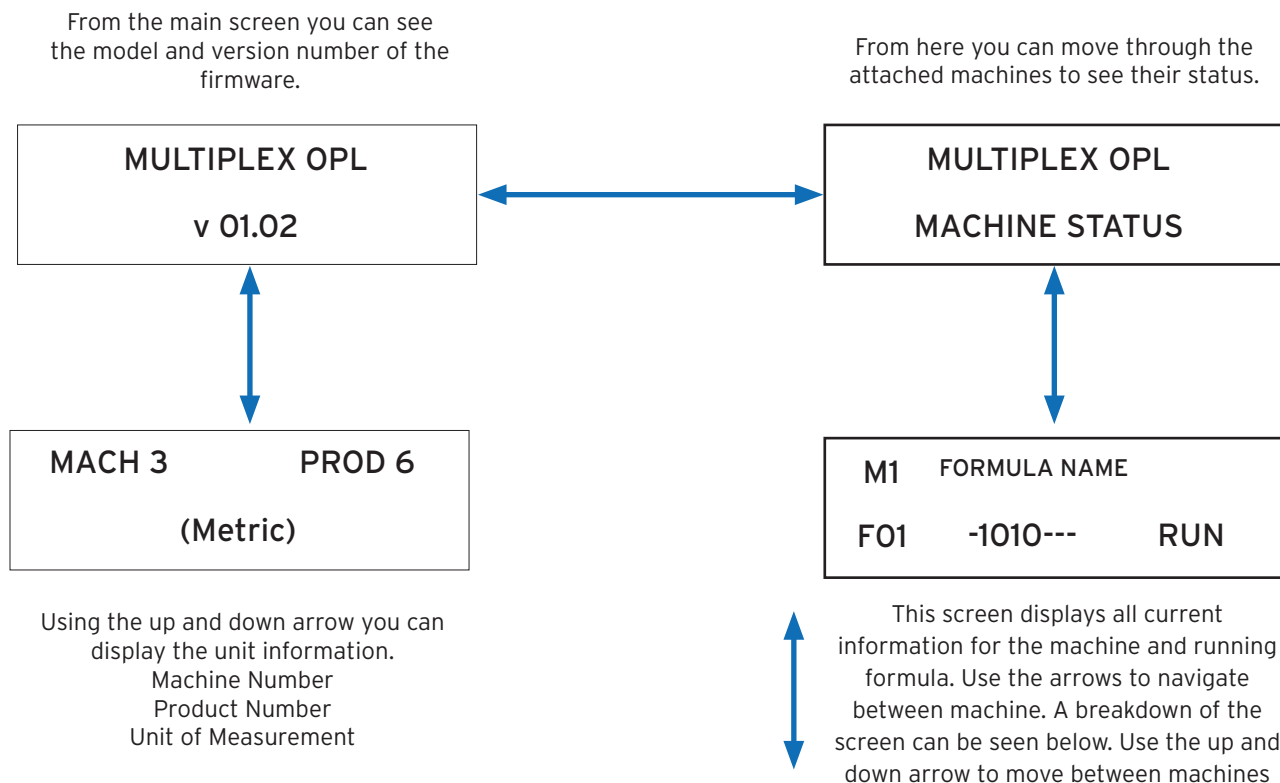 From the main screen you can see
the model and version number of the
firmware.
From here you can move through the
attached machines to see their status.
MULTIPLEX OPL
v 01.02
MULTIPLEX OPL
MACHINE STATUS
MACH 3 PROD 6
(Metric)
M1 FORMULA NAME
F01 -1010--- RUN
Using the up and down arrow you can
display the unit information.
Machine Number
Product Number
Unit of Measurement
This screen displays all current
information for the machine and running
formula. Use the arrows to navigate
between machine. A breakdown of the
screen can be seen below. Use the up and
down arrow to move between machines